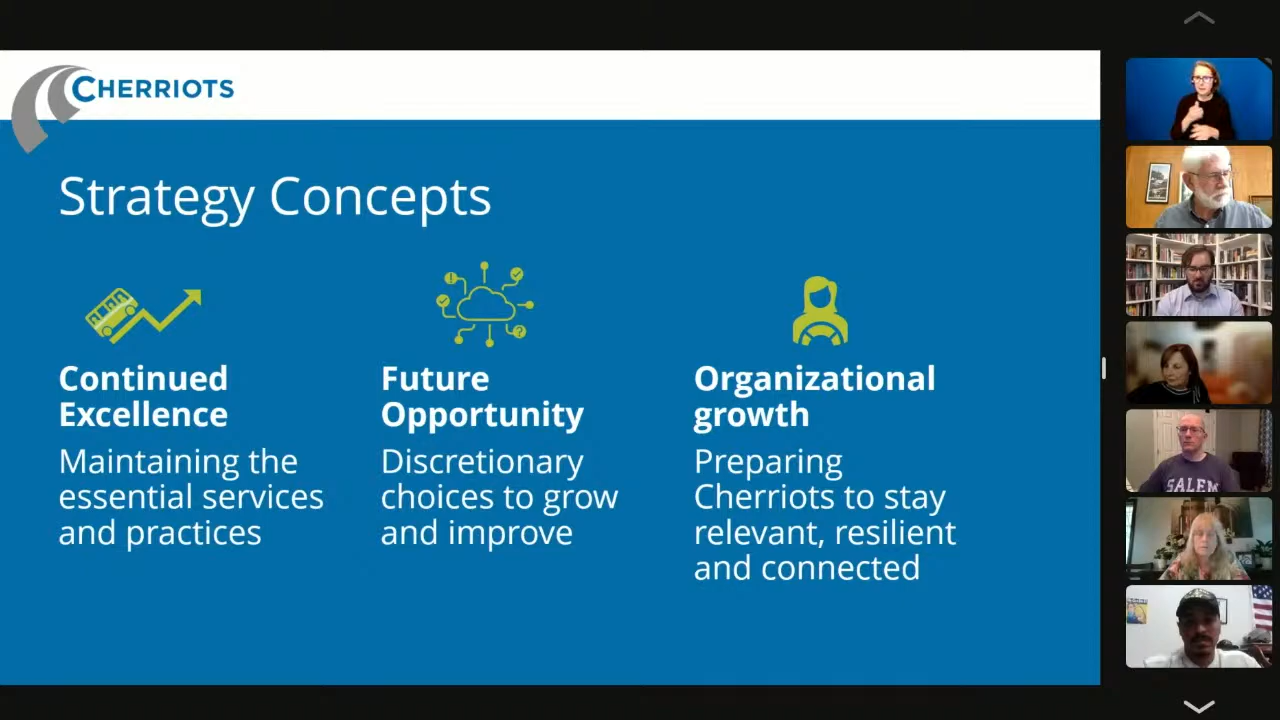 CHERRIOTS
Strategy Concepts
Continued
Excellence
Maintaining the
essential services
and practices
Future
Opportunity
Discretionary
choices to grow
and improve
Organizational
growth
Preparing
Cherriots to stay
relevant, resilient
and connected
SALEM